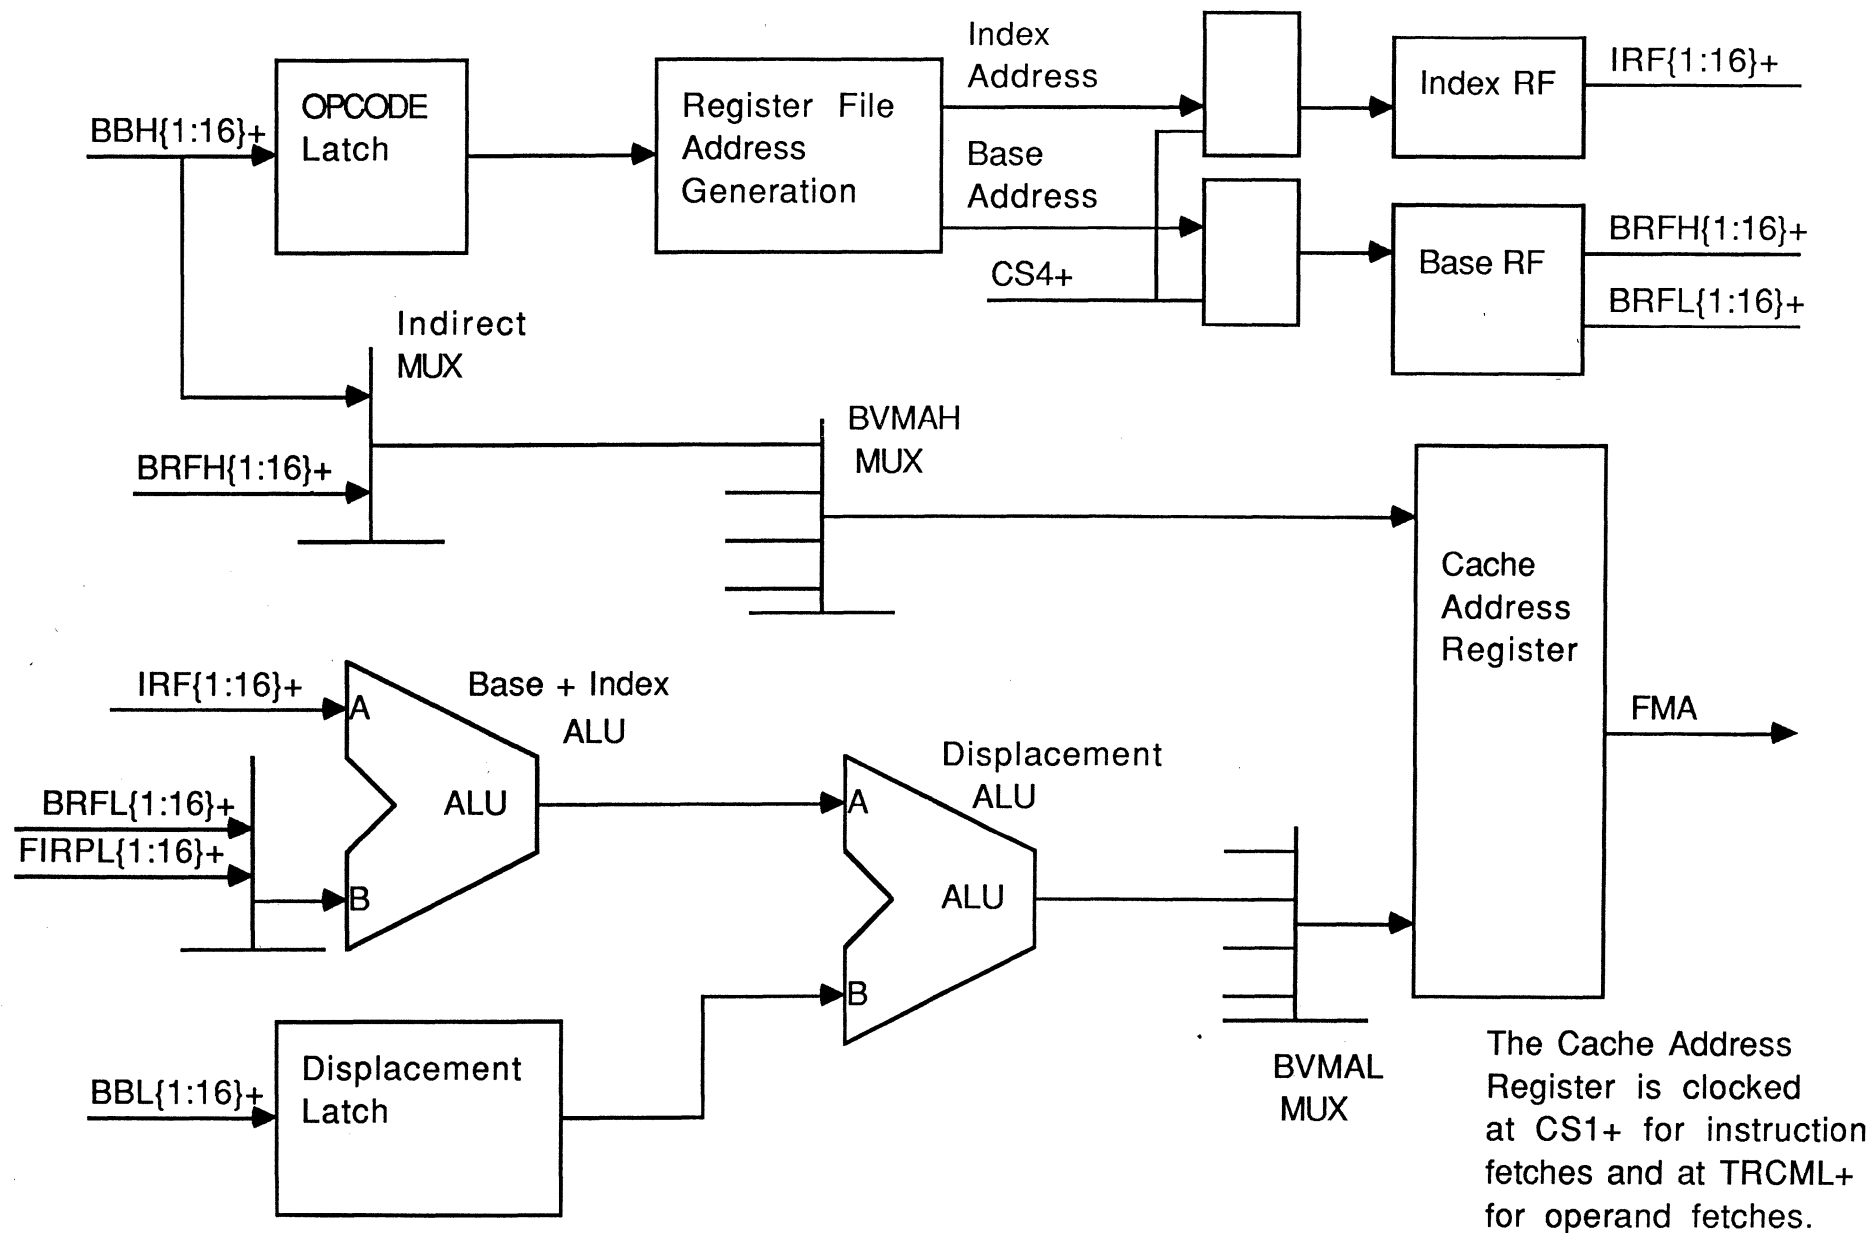 BBH{1:16}+
OPCODE
Latch
Register File
Address
Generation
Index
Address
Base
Address
CS4+
Index RF
IRF{1:16}+
Base RF
BRFH{1:16}+
BRFL{1:16}+
Indirect
MUX
BRFH{1:16}+
BVMAH
MUX
Cache
Address
Register
FMA
IRF{1:16}+
A
Base + Index
ALU
BRFL{1:16}+
FIRPL{1:16}+
ALU
B
Displacement
ALU
A
ALU
B
BBL{1:16}+
Displacement
Latch
BVMAL
MUX
The Cache Address
Register is clocked
at CS1+ for instruction
fetches and at TRCML+
for operand fetches.